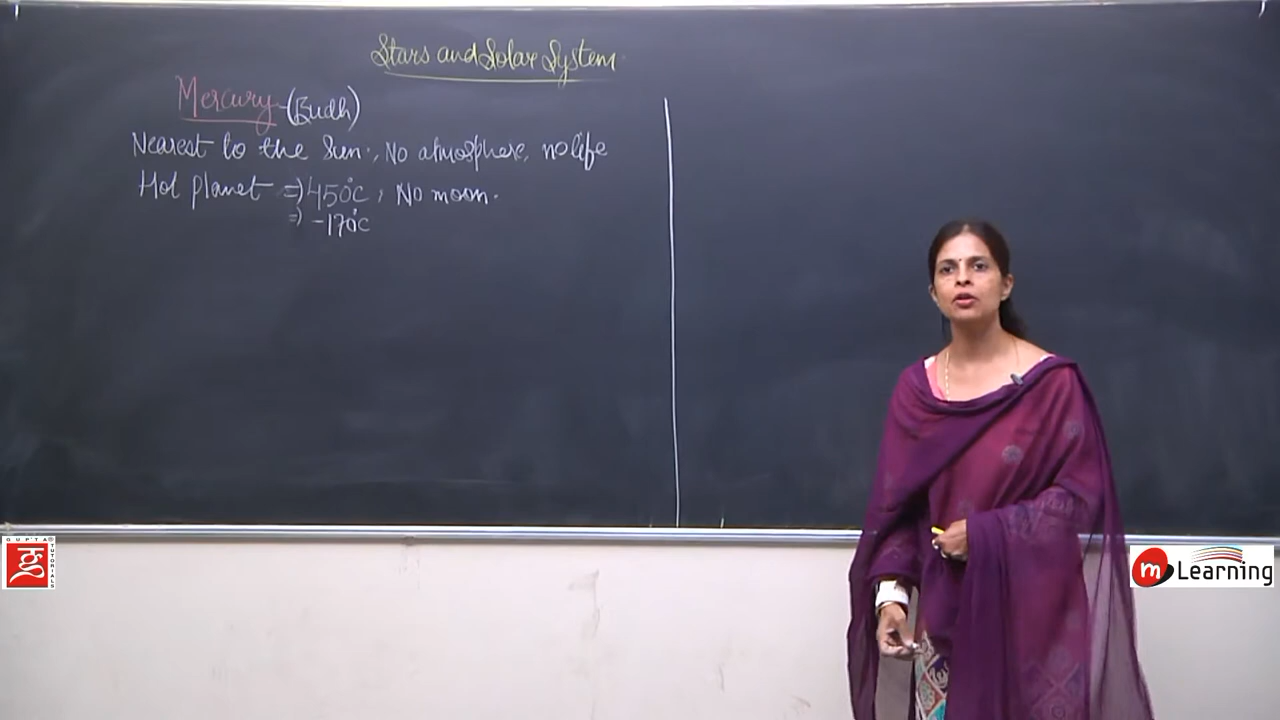 Stars and Solar System
Mercury-(Budh)
Nearest to the Sun., No atmosphere, no life
Hot planet ⇒ 450°C, No moon.
⇒ -170°C
GUPTA TUTORIALS
m Learning